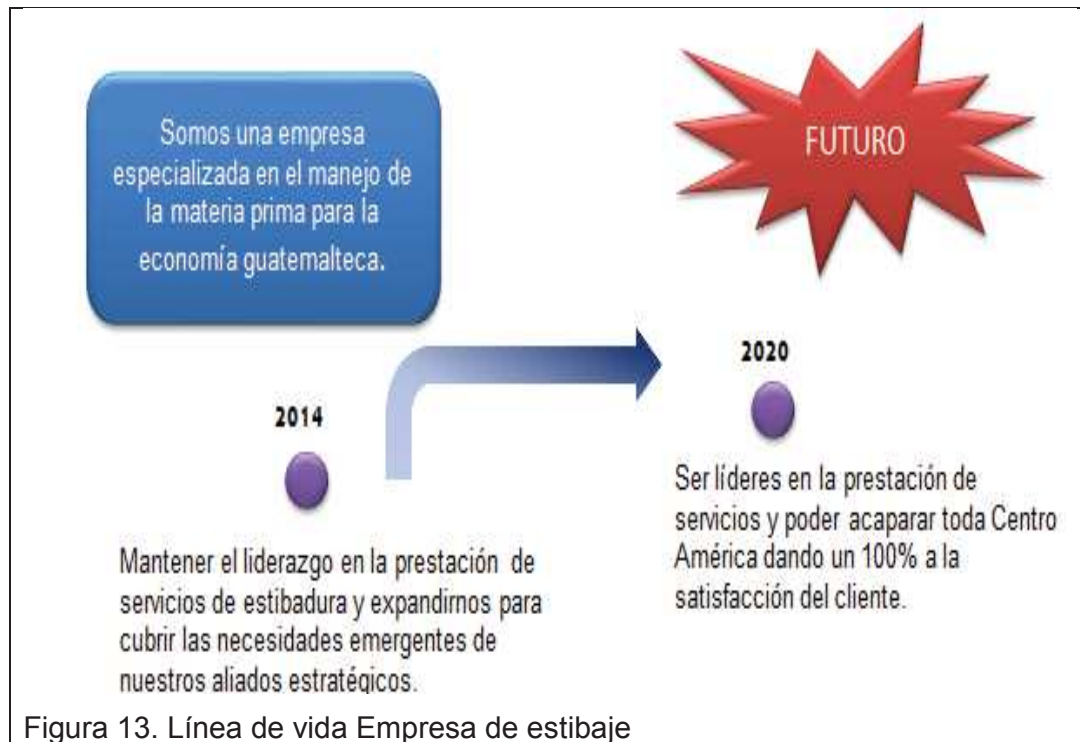 Somos una empresa
especializada en el manejo de
la materia prima para la
economía guatemalteca.
FUTURO
2014
2020
Mantener el liderazgo en la prestación de
servicios de estibadura y expandirnos para
cubrir las necesidades emergentes de
nuestros aliados estratégicos.
Ser líderes en la prestación de
servicios y poder acaparar toda Centro
América dando un 100% a la
satisfacción del cliente.
Figura 13. Línea de vida Empresa de estibaje